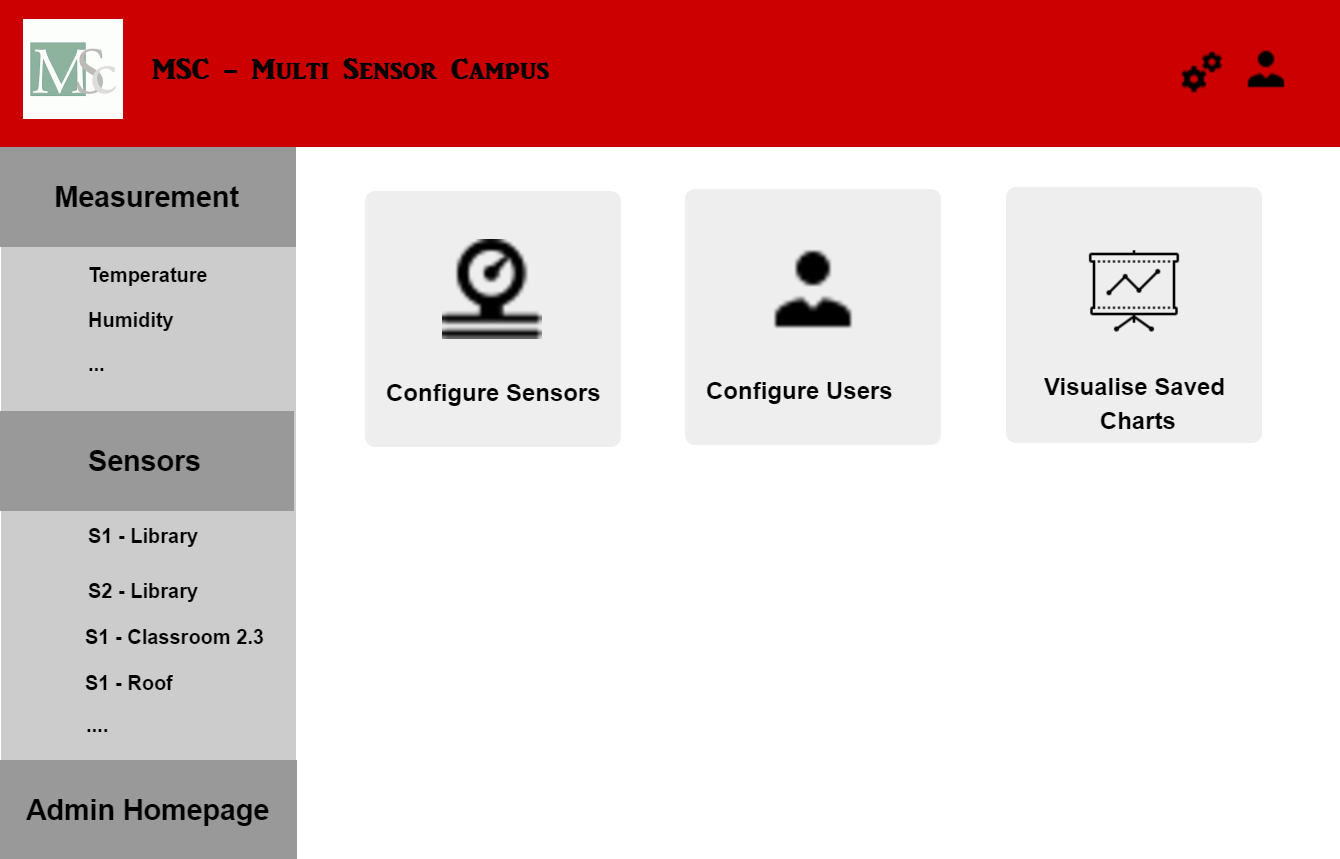 MSc
MSC - Multi Sensor Campus
Measurement
Temperature
Humidity
...
Sensors
S1 - Library
S2 - Library
S1 - Classroom 2.3
S1 - Roof
....
Admin Homepage
Configure Sensors
Configure Users
Visualise Saved
Charts